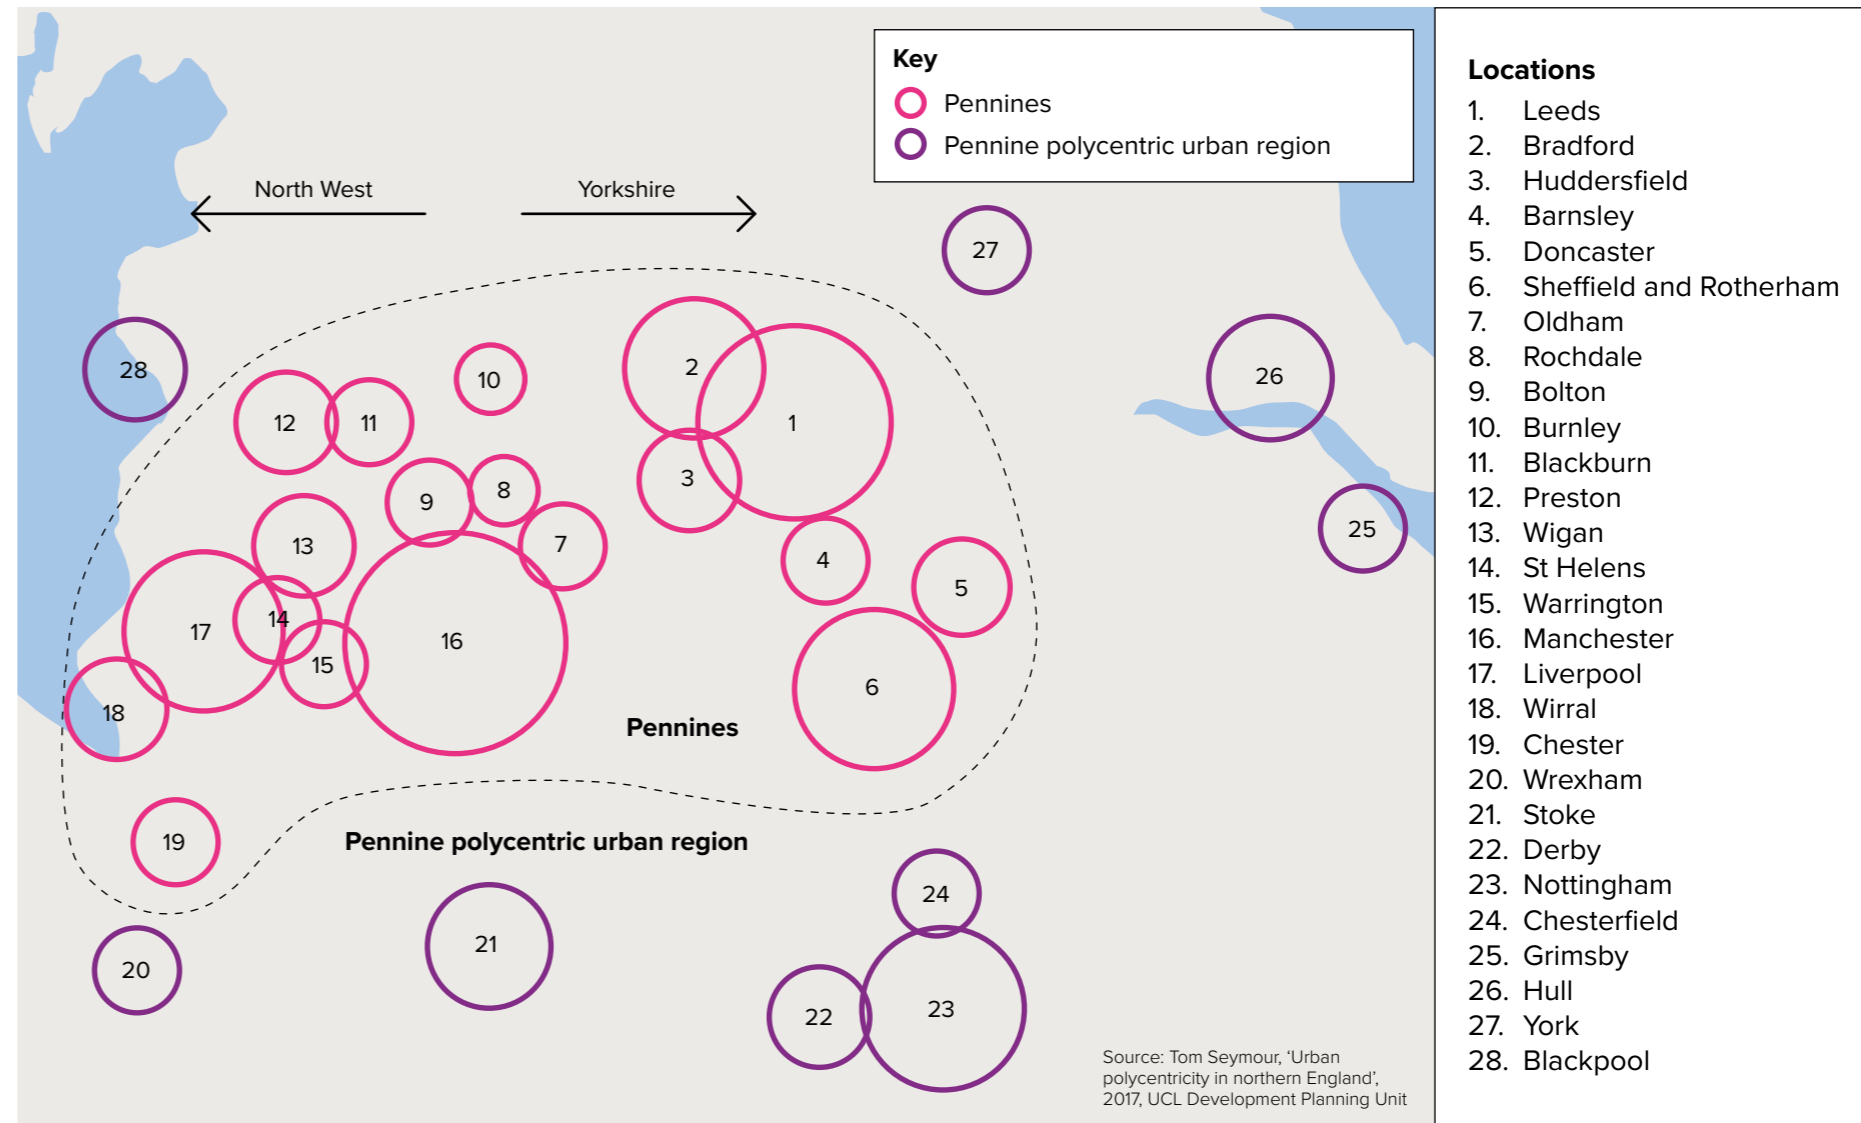 Key
Pennines
Pennine polycentric urban region
North West
Yorkshire
27
28
26
2
10
12
11
1
3
9
8
25
13
7
4
5
14
17
16
15
6
18
Pennines
19
Pennine polycentric urban region
24
21
20
23
22
Source: Tom Seymour, ‘Urban
polycentricity in northern England’,
2017, UCL Development Planning Unit
Locations
1. Leeds
2. Bradford
3. Huddersfield
4. Barnsley
5. Doncaster
6. Sheffield and Rotherham
7. Oldham
8. Rochdale
9. Bolton
10. Burnley
11. Blackburn
12. Preston
13. Wigan
14. St Helens
15. Warrington
16. Manchester
17. Liverpool
18. Wirral
19. Chester
20. Wrexham
21. Stoke
22. Derby
23. Nottingham
24. Chesterfield
25. Grimsby
26. Hull
27. York
28. Blackpool